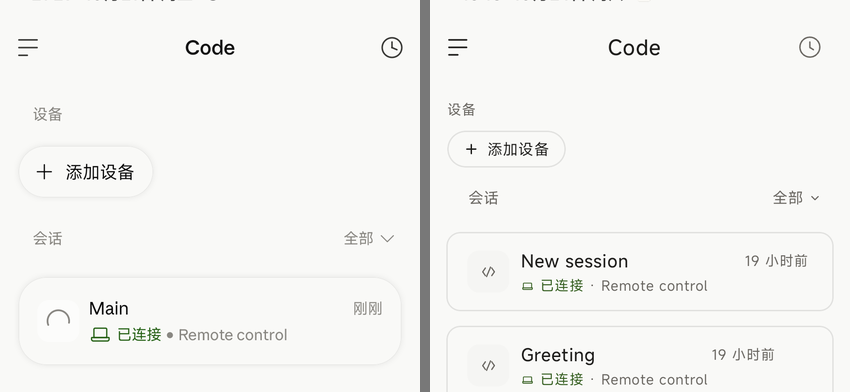 Code
设备
添加设备
会话 全部
Main 刚刚
已连接 • Remote control
Code
设备
添加设备
会话 全部
New session 19 小时前
已连接 · Remote control
Greeting 19 小时前
已连接 · Remote control